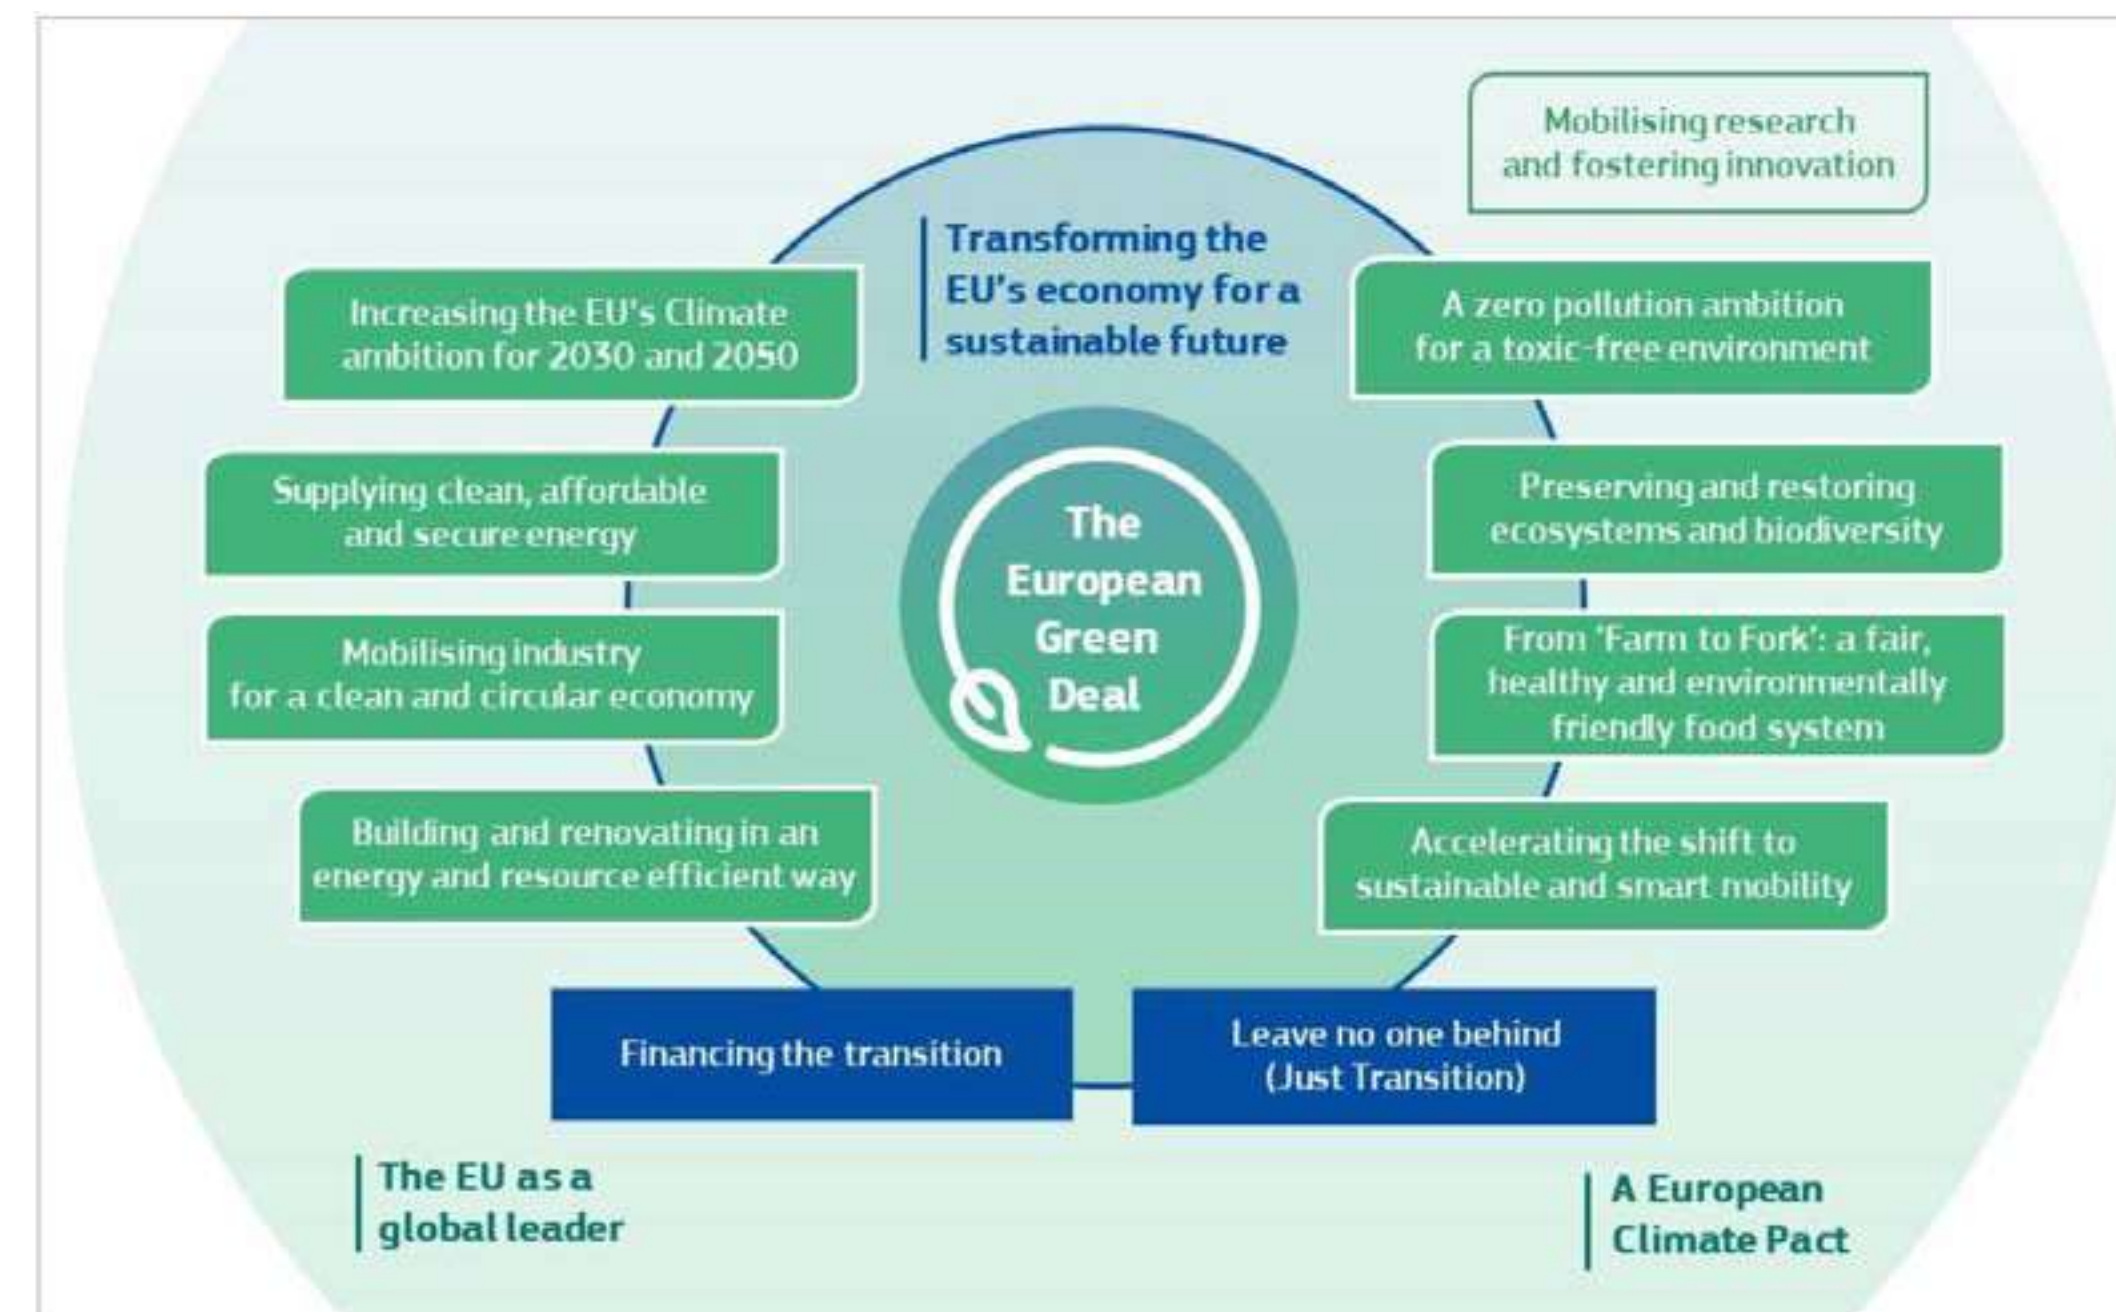 Mobilising research
and fostering innovation
Transforming the
EU's economy for a
sustainable future
Increasing the EU's Climate
ambition for 2030 and 2050
Supplying clean, affordable
and secure energy
Mobilising industry
for a clean and circular economy
Building and renovating in an
energy and resource efficient way
The
European
Green
Deal
A zero pollution ambition
for a toxic-free environment
Preserving and restoring
ecosystems and biodiversity
From 'Farm to Fork': a fair,
healthy and environmentally
friendly food system
Accelerating the shift to
sustainable and smart mobility
Financing the transition
Leave no one behind
(Just Transition)
The EU as a
global leader
A European
Climate Pact